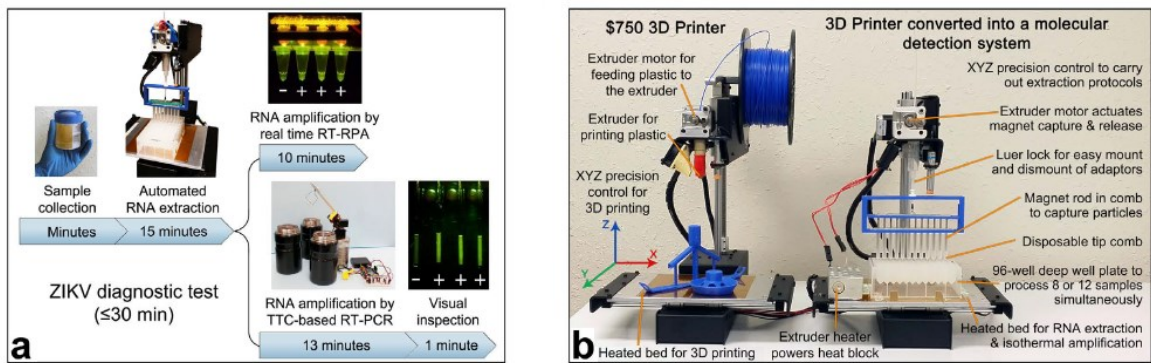 − + + +
RNA amplification by
real time RT-RPA
10 minutes
Sample
collection
Minutes
Automated
RNA extraction
15 minutes
− + + +
RNA amplification by
TTC-based RT-PCR
13 minutes
Visual
inspection
1 minute
ZIKV diagnostic test
(≤30 min)
a
$750 3D Printer
Extruder motor for
feeding plastic to
the extruder
Extruder for
printing plastic
XYZ precision
control for
3D printing
Z
X
Y
Heated bed for 3D printing
3D Printer converted into a molecular
detection system
XYZ precision control to carry
out extraction protocols
Extruder motor actuates
magnet capture & release
Luer lock for easy mount
and dismount of adaptors
Magnet rod in comb
to capture particles
Disposable tip comb
96-well deep well plate to
process 8 or 12 samples
simultaneously
Extruder heater
powers heat block
Heated bed for RNA extraction
& isothermal amplification
b